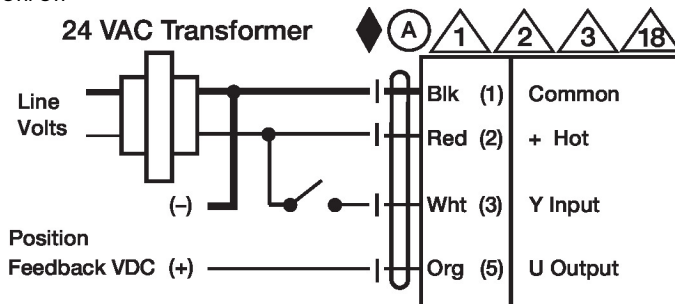 24 VAC Transformer
A 1 2 3 18
Line
Volts
Blk (1) Common
Red (2) + Hot
(–) Wht (3) Y Input
Position
Feedback VDC (+) Org (5) U Output